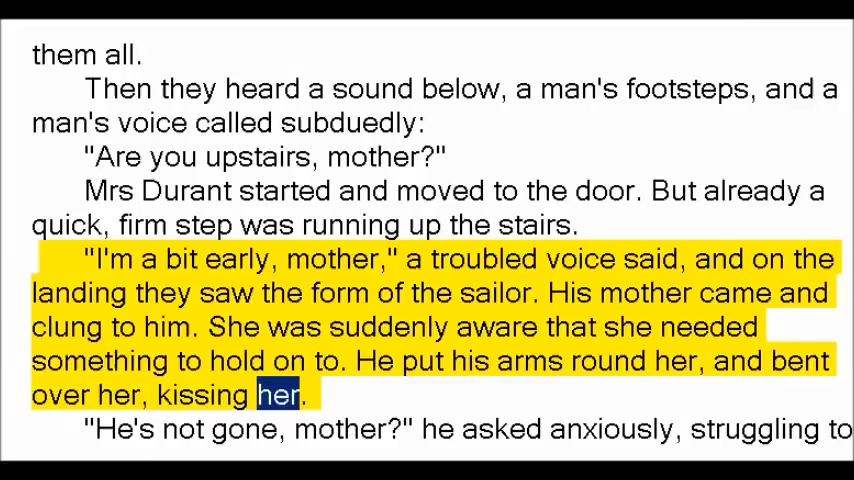 them all.
Then they heard a sound below, a man's footsteps, and a
man's voice called subduedly:
"Are you upstairs, mother?"
Mrs Durant started and moved to the door. But already a
quick, firm step was running up the stairs.
"I'm a bit early, mother," a troubled voice said, and on the
landing they saw the form of the sailor. His mother came and
clung to him. She was suddenly aware that she needed
something to hold on to. He put his arms round her, and bent
over her, kissing her.
"He's not gone, mother?" he asked anxiously, struggling to